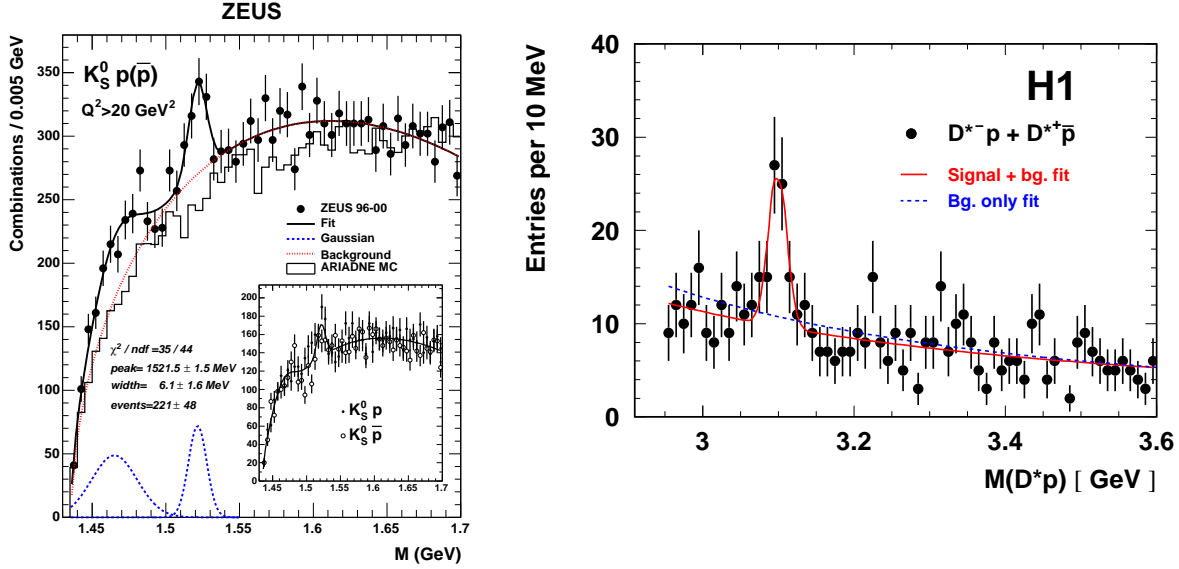 ZEUS
Combinations / 0.005 GeV
350
300
250
200
150
100
50
0
K⁰_S p(p̅)
Q²>20 GeV²
ZEUS 96-00
Fit
Gaussian
Background
ARIADNE MC
χ² / ndf =35 / 44
peak= 1521.5 ± 1.5 MeV
width= 6.1 ± 1.6 MeV
events=221 ± 48
200
180
160
140
120
100
80
60
40
20
0
K⁰_S p
K⁰_S p̅
1.45 1.5 1.55 1.6 1.65 1.7
1.45 1.5 1.55 1.6 1.65 1.7
M (GeV)
Entries per 10 MeV
40
30
20
10
0
H1
D*⁻p + D*⁺p̅
Signal + bg. fit
Bg. only fit
3 3.2 3.4 3.6
M(D*p) [ GeV ]